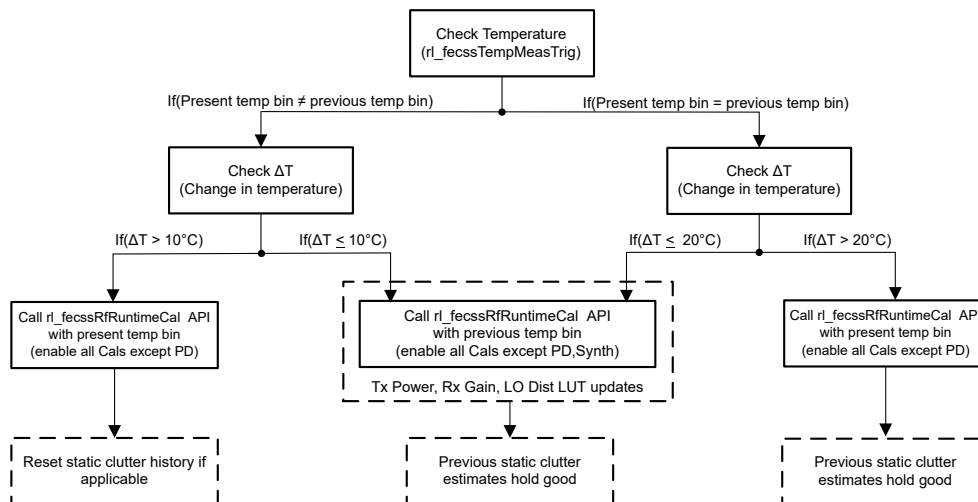 Check Temperature
(rl_fecssTempMeasTrig)
If(Present temp bin ≠ previous temp bin)
If(Present temp bin = previous temp bin)
Check ΔT
(Change in temperature)
Check ΔT
(Change in temperature)
If(ΔT > 10°C)
If(ΔT ≤ 10°C)
If(ΔT ≤ 20°C)
If(ΔT > 20°C)
Call rl_fecssRfRuntimeCal API
with present temp bin
(enable all Cals except PD)
Call rl_fecssRfRuntimeCal API
with previous temp bin
(enable all Cals except PD,Synth)
Call rl_fecssRfRuntimeCal API
with present temp bin
(enable all Cals except PD)
Tx Power, Rx Gain, LO Dist LUT updates
Reset static clutter history if
applicable
Previous static clutter
estimates hold good
Previous static clutter
estimates hold good